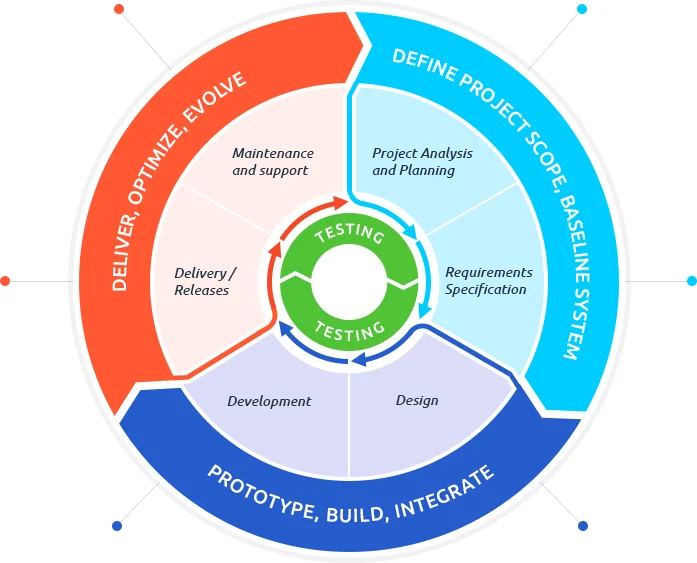 DEFINE PROJECT SCOPE, BASELINE SYSTEM
Project Analysis
and Planning
Requirements
Specification
PROTOTYPE, BUILD, INTEGRATE
Design
Development
DELIVER, OPTIMIZE, EVOLVE
Delivery /
Releases
Maintenance
and support
TESTING
TESTING